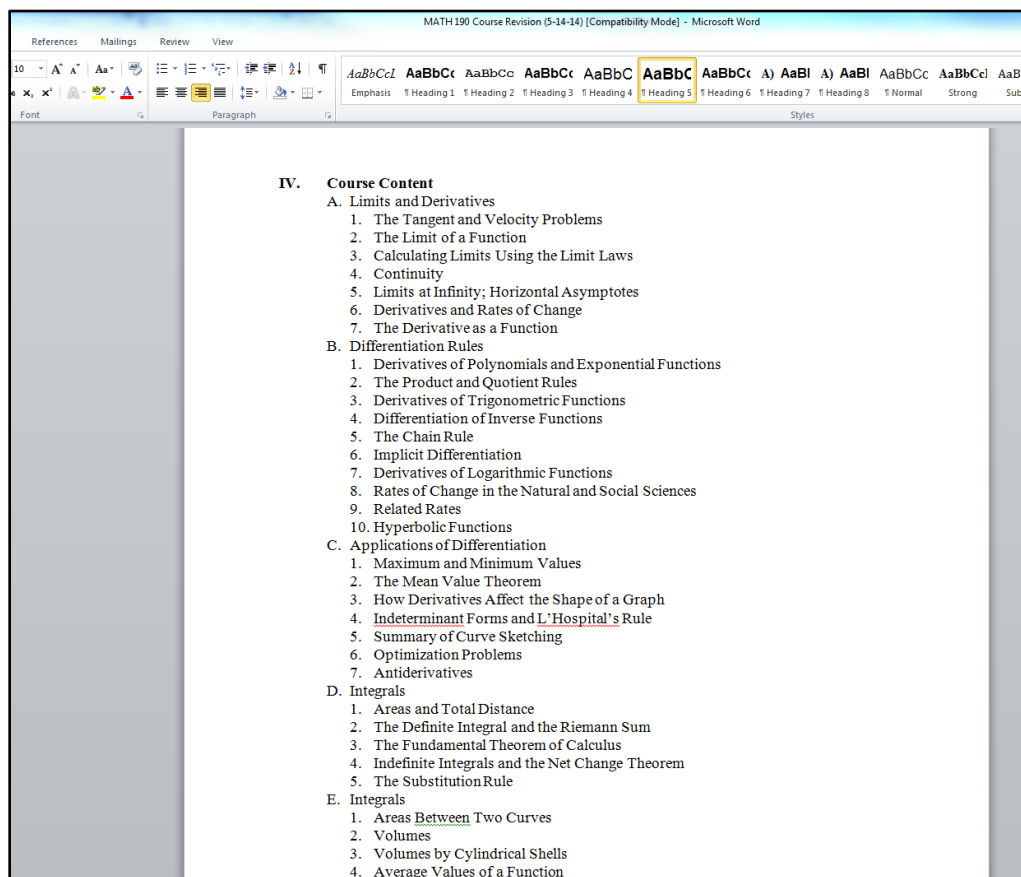 MATH 190 Course Revision (5-14-14) [Compatibility Mode] - Microsoft Word
References Mailings Review View
10 A A Aa
AaBbCcI AaBbCc AaBbCc AaBbCc AaBbC AaBbC AaBbCc A) AaBl A) AaBl AaBbCc AaBbCcl AaB
x, x² A A
Emphasis ¶ Heading 1 ¶ Heading 2 ¶ Heading 3 ¶ Heading 4 ¶ Heading 5 ¶ Heading 6 ¶ Heading 7 ¶ Heading 8 ¶ Normal Strong Sub
Font Paragraph Styles
IV. Course Content
A. Limits and Derivatives
1. The Tangent and Velocity Problems
2. The Limit of a Function
3. Calculating Limits Using the Limit Laws
4. Continuity
5. Limits at Infinity; Horizontal Asymptotes
6. Derivatives and Rates of Change
7. The Derivative as a Function
B. Differentiation Rules
1. Derivatives of Polynomials and Exponential Functions
2. The Product and Quotient Rules
3. Derivatives of Trigonometric Functions
4. Differentiation of Inverse Functions
5. The Chain Rule
6. Implicit Differentiation
7. Derivatives of Logarithmic Functions
8. Rates of Change in the Natural and Social Sciences
9. Related Rates
10. Hyperbolic Functions
C. Applications of Differentiation
1. Maximum and Minimum Values
2. The Mean Value Theorem
3. How Derivatives Affect the Shape of a Graph
4. Indeterminant Forms and L'Hospital's Rule
5. Summary of Curve Sketching
6. Optimization Problems
7. Antiderivatives
D. Integrals
1. Areas and Total Distance
2. The Definite Integral and the Riemann Sum
3. The Fundamental Theorem of Calculus
4. Indefinite Integrals and the Net Change Theorem
5. The Substitution Rule
E. Integrals
1. Areas Between Two Curves
2. Volumes
3. Volumes by Cylindrical Shells
4. Average Values of a Function